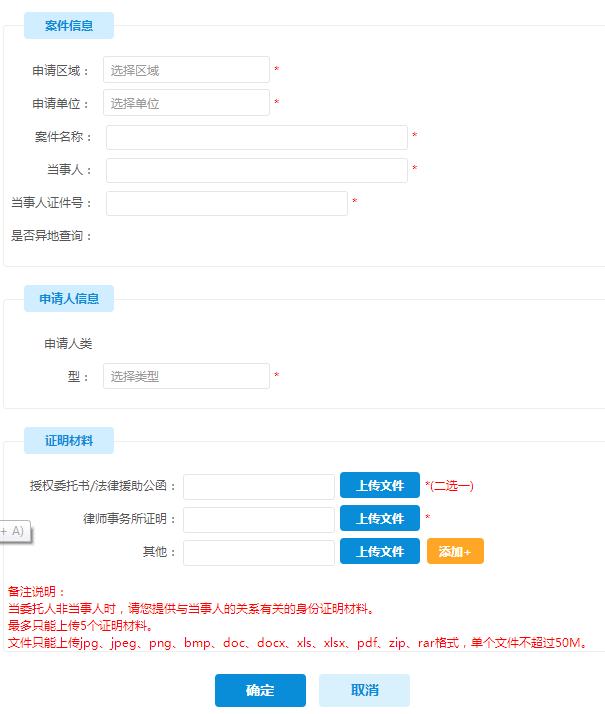 案件信息
申请区域： 选择区域 *
申请单位： 选择单位 *
案件名称： *
当事人： *
当事人证件号： *
是否异地查询：
申请人信息
申请人类
型： 选择类型 *
证明材料
授权委托书/法律援助公函： 上传文件 *(二选一)
律师事务所证明： 上传文件 *
+ A)
其他： 上传文件 添加+
备注说明：
当委托人非当事人时，请您提供与当事人的关系有关的身份证明材料。
最多只能上传5个证明材料。
文件只能上传jpg、jpeg、png、bmp、doc、docx、xls、xlsx、pdf、zip、rar格式，单个文件不超过50M。
确定 取消